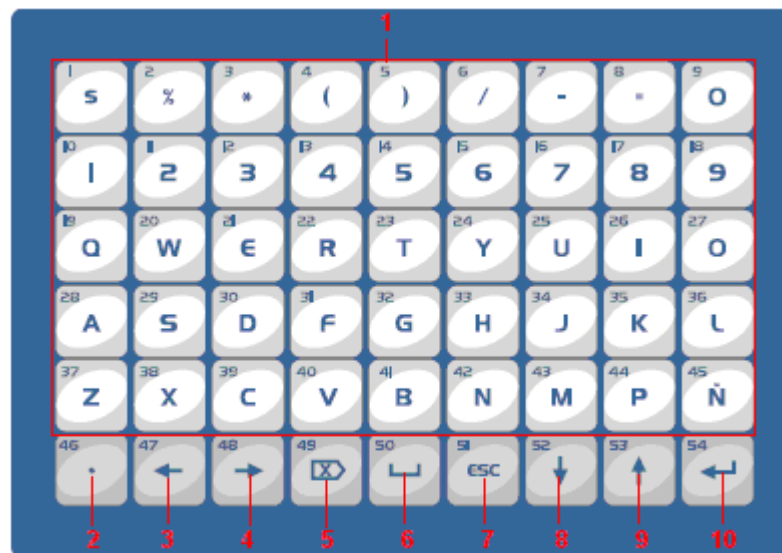 1
1 2 3 4 5 6 7 8 9
s % * ( ) / - = 0
10 11 12 13 14 15 16 17 18
1 2 3 4 5 6 7 8 9
19 20 21 22 23 24 25 26 27
Q W E R T Y U I O
28 29 30 31 32 33 34 35 36
A S D F G H J K L
37 38 39 40 41 42 43 44 45
Z X C V B N M P Ñ
46 47 48 49 50 51 52 53 54
. ← → X ESC ↓ ↑ ↵
2 3 4 5 6 7 8 9 10